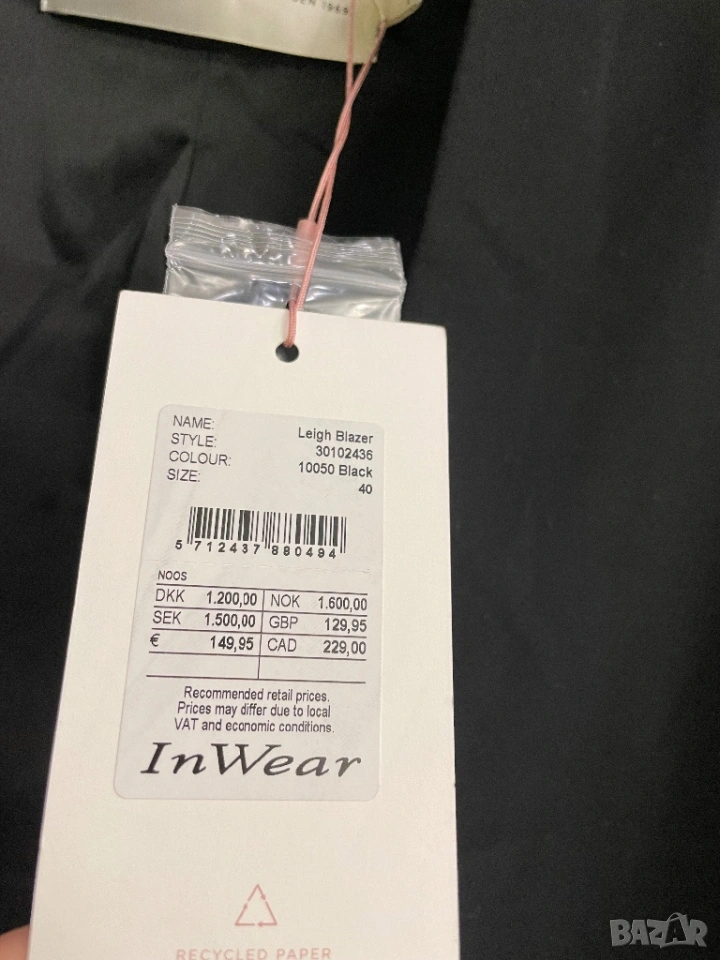 1969
NAME: Leigh Blazer
STYLE: 30102436
COLOUR: 10050 Black
SIZE: 40
5 712437 880494
NOOS
DKK 1.200,00 NOK 1.600,00
SEK 1.500,00 GBP 129,95
€ 149,95 CAD 229,00
Recommended retail prices.
Prices may differ due to local
VAT and economic conditions.
InWear
RECYCLED PAPER
BAZAR